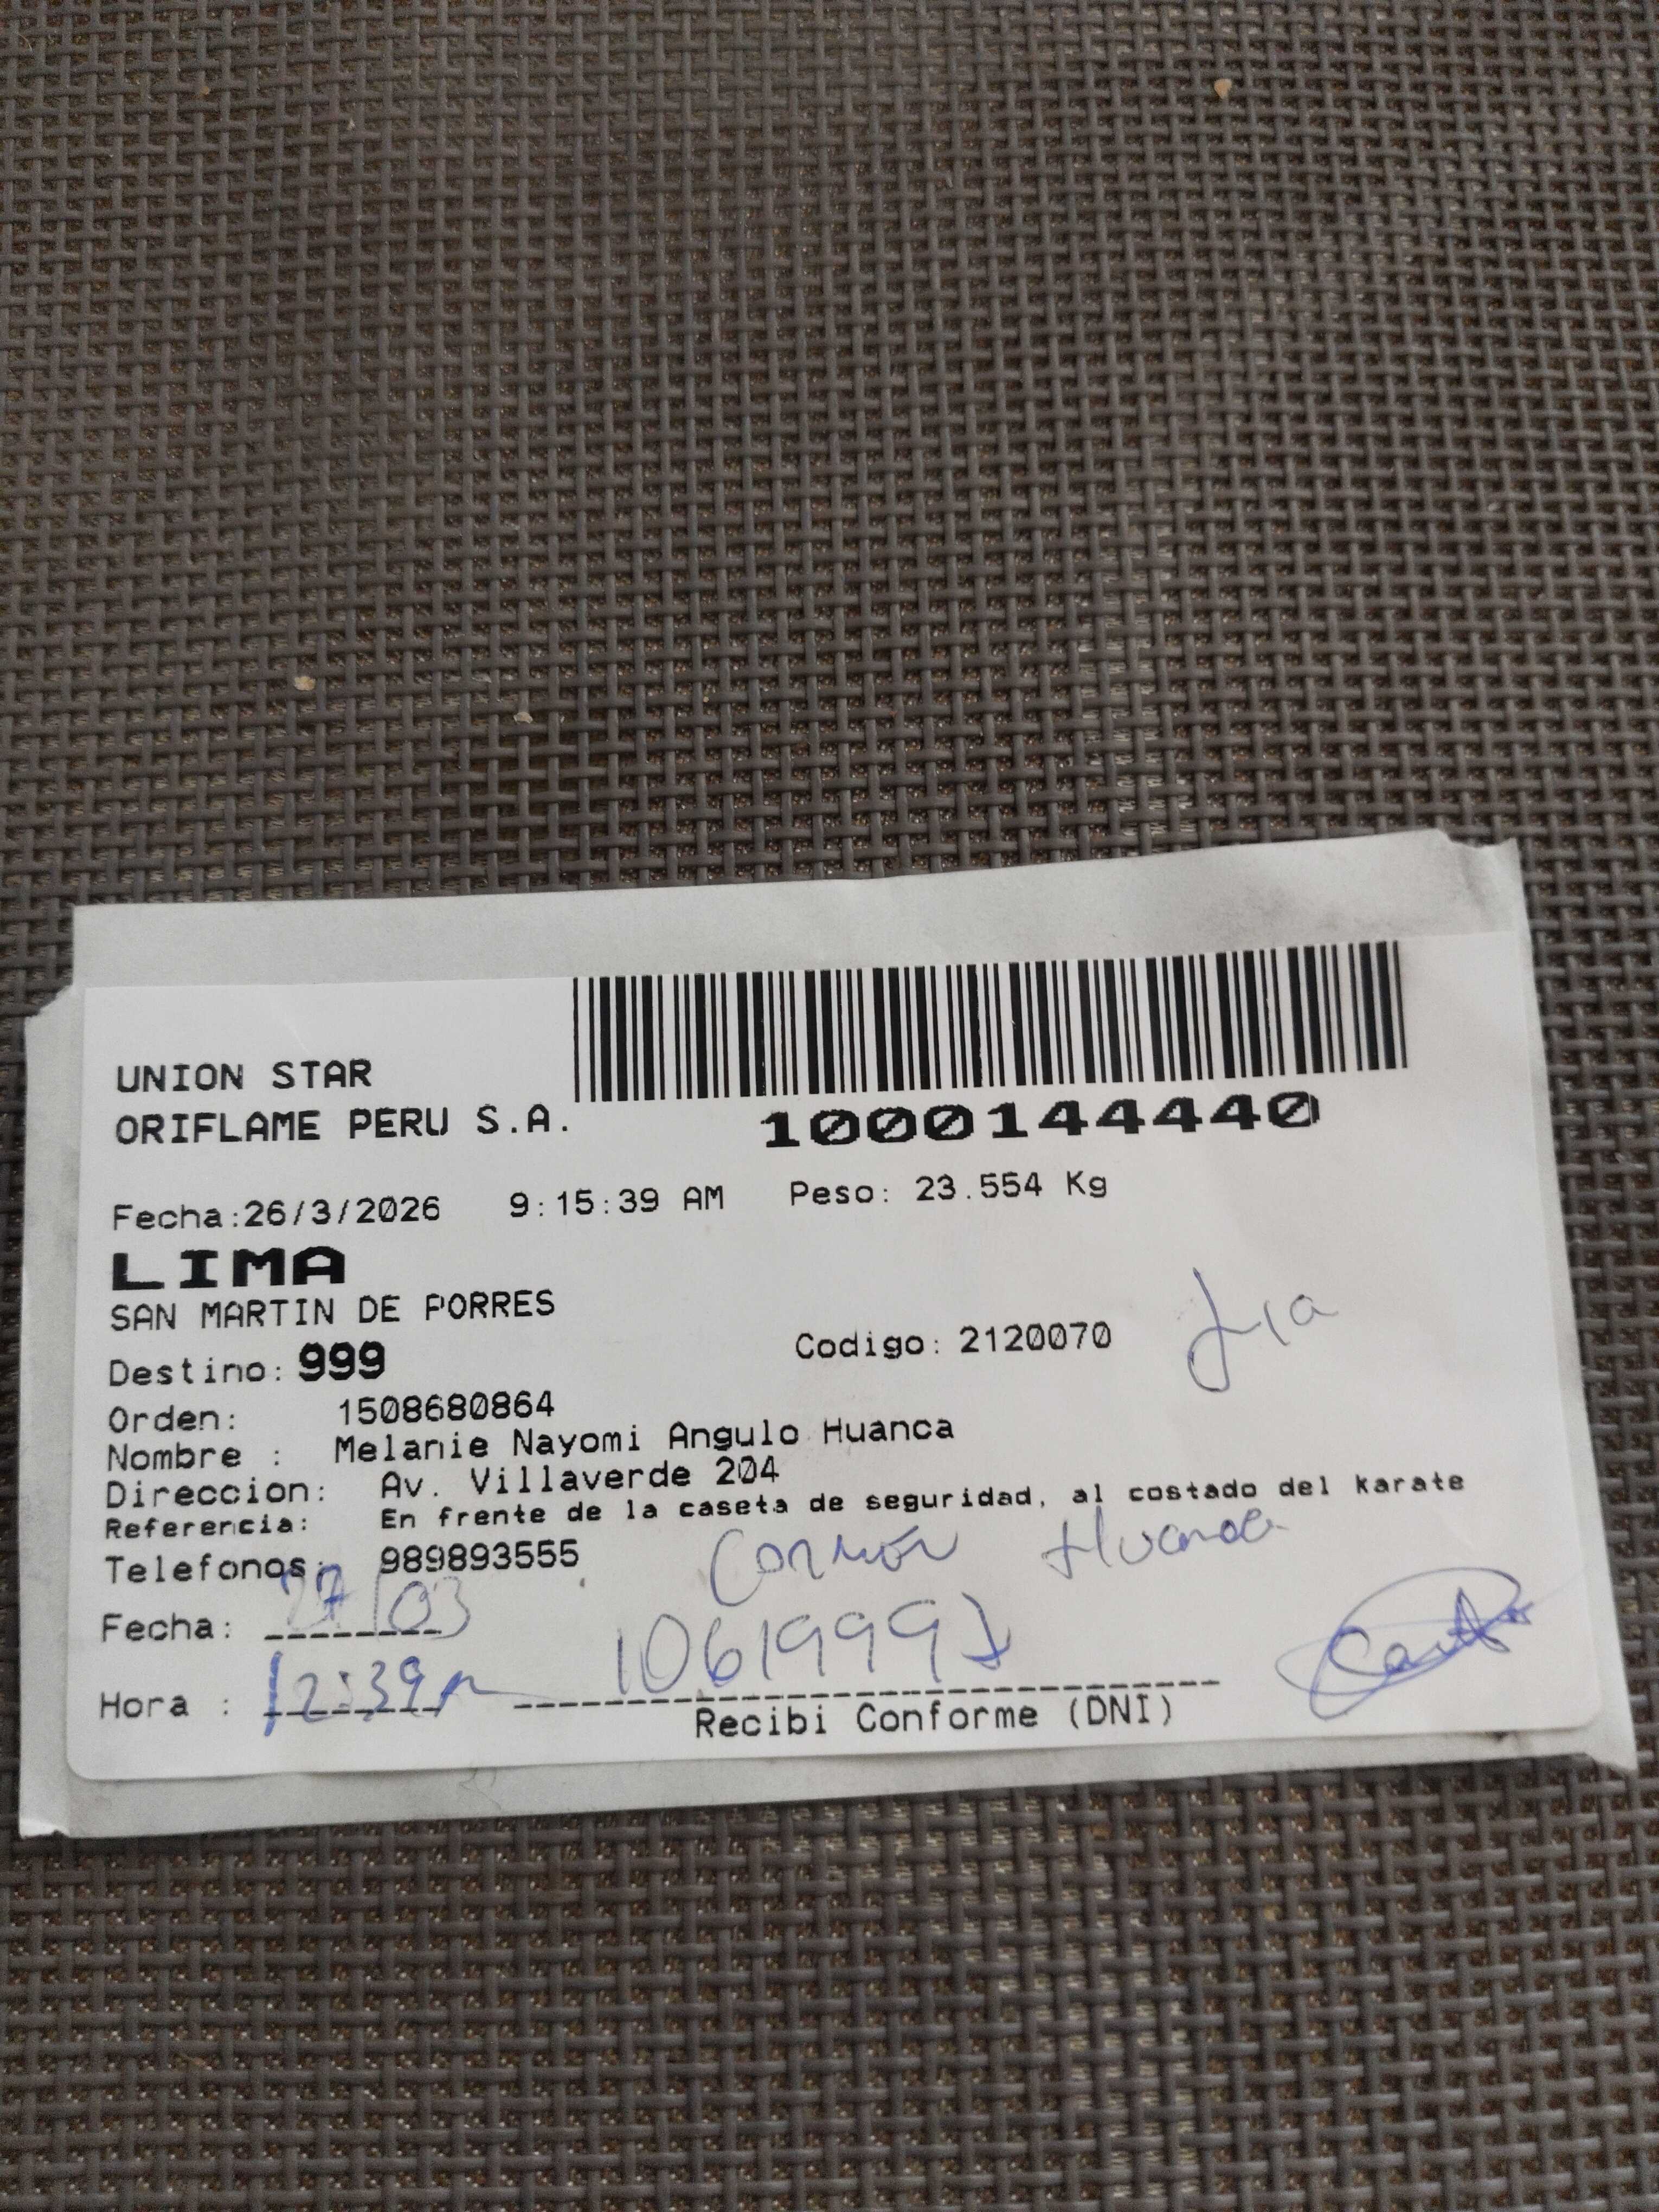 UNION STAR
ORIFLAME PERU S.A.
1000144440
Fecha:26/3/2026 9:15:39 AM Peso: 23.554 Kg
LIMA
SAN MARTIN DE PORRES
Destino: 999 Codigo: 2120070
Orden: 1508680864
Nombre : Melanie Nayomi Angulo Huanca
Direccion: Av. Villaverde 204
Referencia: En frente de la caseta de seguridad, al costado del karate
Telefonos: 989893555
Huanca
Fecha: 27/03
Hora : 12:39
Recibi Conforme (DNI)